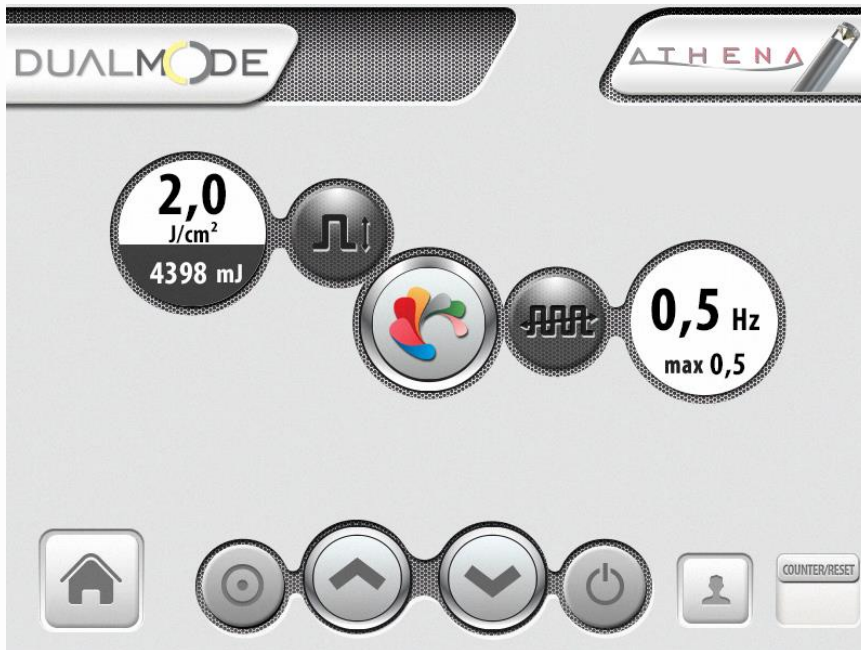 DUALMODE
ATHENA
2,0
J/cm²
4398 mJ
0,5 Hz
max 0,5
COUNTER/RESET